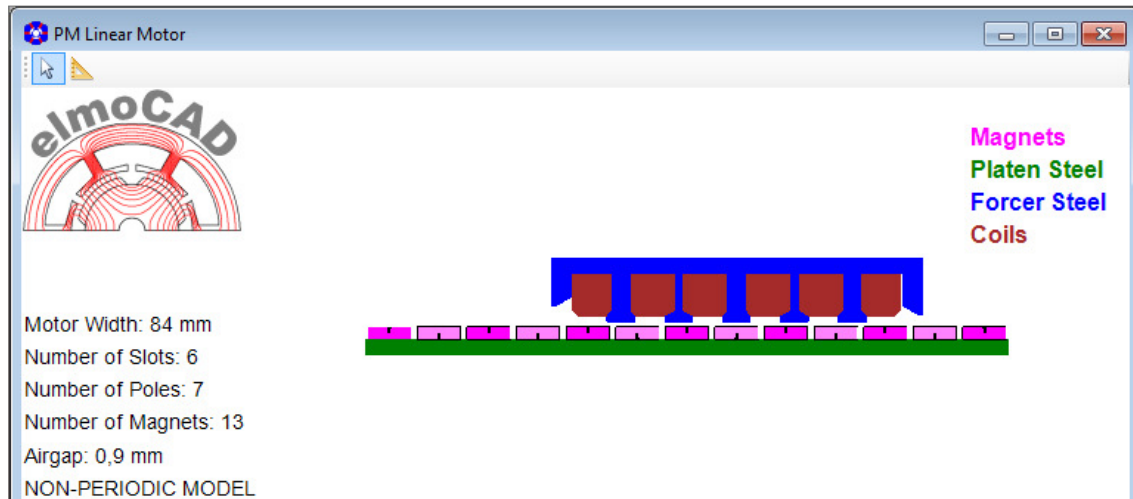 PM Linear Motor
elmoCAD
Magnets
Platen Steel
Forcer Steel
Coils
Motor Width: 84 mm
Number of Slots: 6
Number of Poles: 7
Number of Magnets: 13
Airgap: 0,9 mm
NON-PERIODIC MODEL